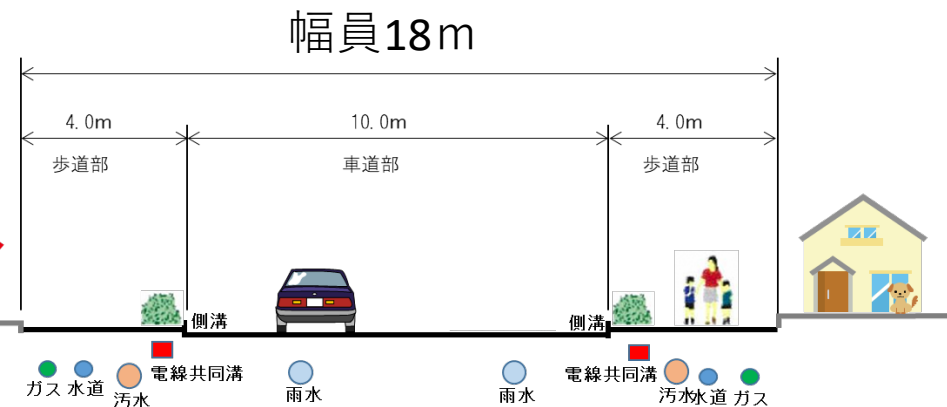 幅員18m
4.0m
10.0m
4.0m
歩道部
車道部
歩道部
側溝
側溝
ガス
水道
汚水
電線共同溝
雨水
雨水
電線共同溝
汚水
水道
ガス